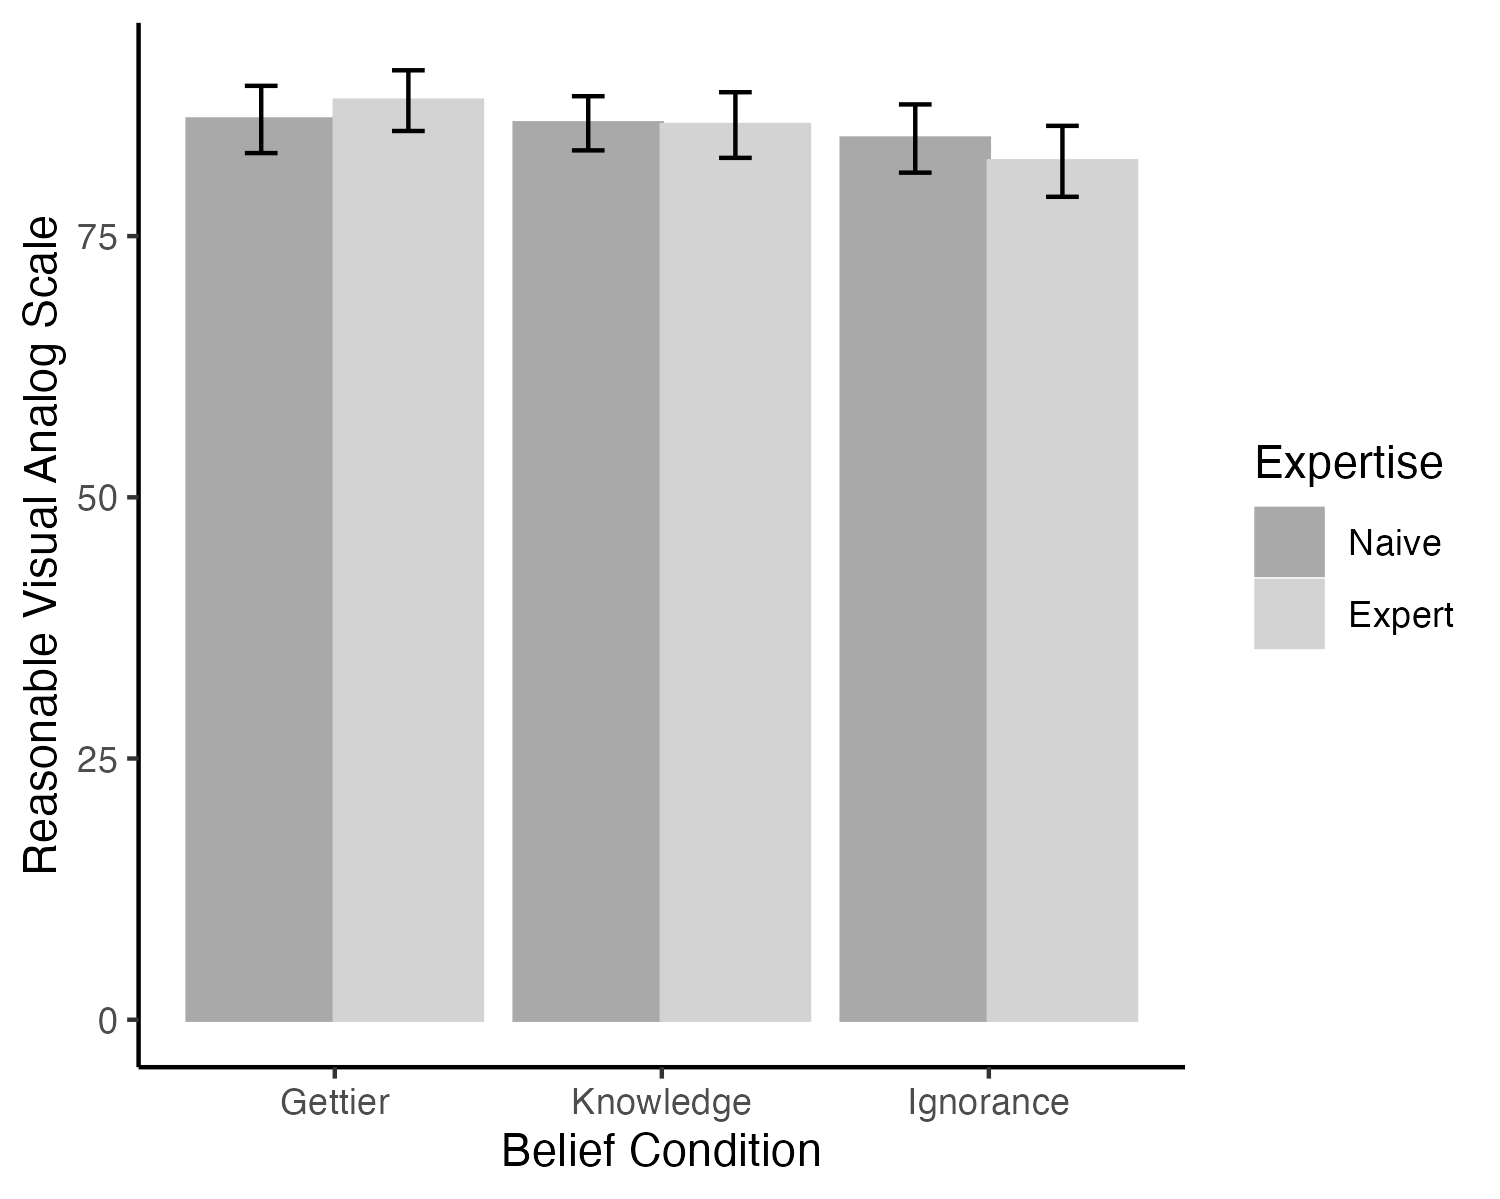 Reasonable Visual Analog Scale
75
50
25
0
Gettier
Knowledge
Ignorance
Belief Condition
Expertise
Naive
Expert